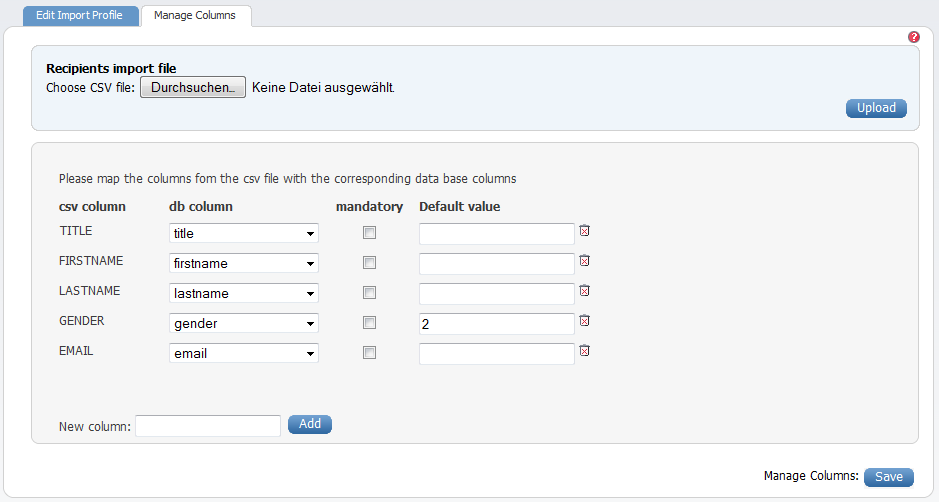 Edit Import Profile Manage Columns
?
Recipients import file
Choose CSV file: Durchsuchen... Keine Datei ausgewählt.
Upload
Please map the columns fom the csv file with the corresponding data base columns
csv column db column mandatory Default value
TITLE title
FIRSTNAME firstname
LASTNAME lastname
GENDER gender 2
EMAIL email
New column: Add
Manage Columns: Save